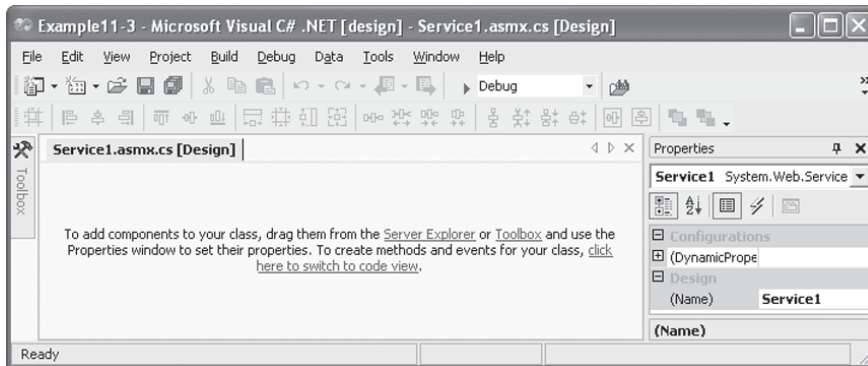 Example11-3 - Microsoft Visual C# .NET [design] - Service1.asmx.cs [Design]
File Edit View Project Build Debug Data Tools Window Help
Debug
Service1.asmx.cs [Design]
Properties
Toolbox
Service1 System.Web.Service
To add components to your class, drag them from the Server Explorer or Toolbox and use the
Properties window to set their properties. To create methods and events for your class, click
here to switch to code view.
Configurations
(DynamicPrope
Design
(Name) Service1
(Name)
Ready